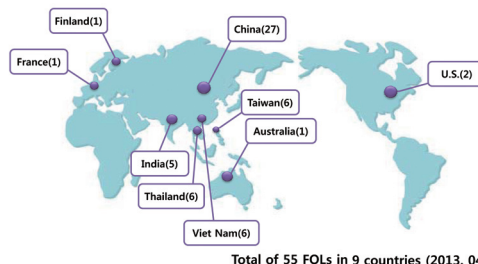 Finland(1)
China(27)
France(1)
U.S.(2)
Taiwan(6)
Australia(1)
India(5)
Thailand(6)
Viet Nam(6)
Total of 55 FOLs in 9 countries (2013. 04